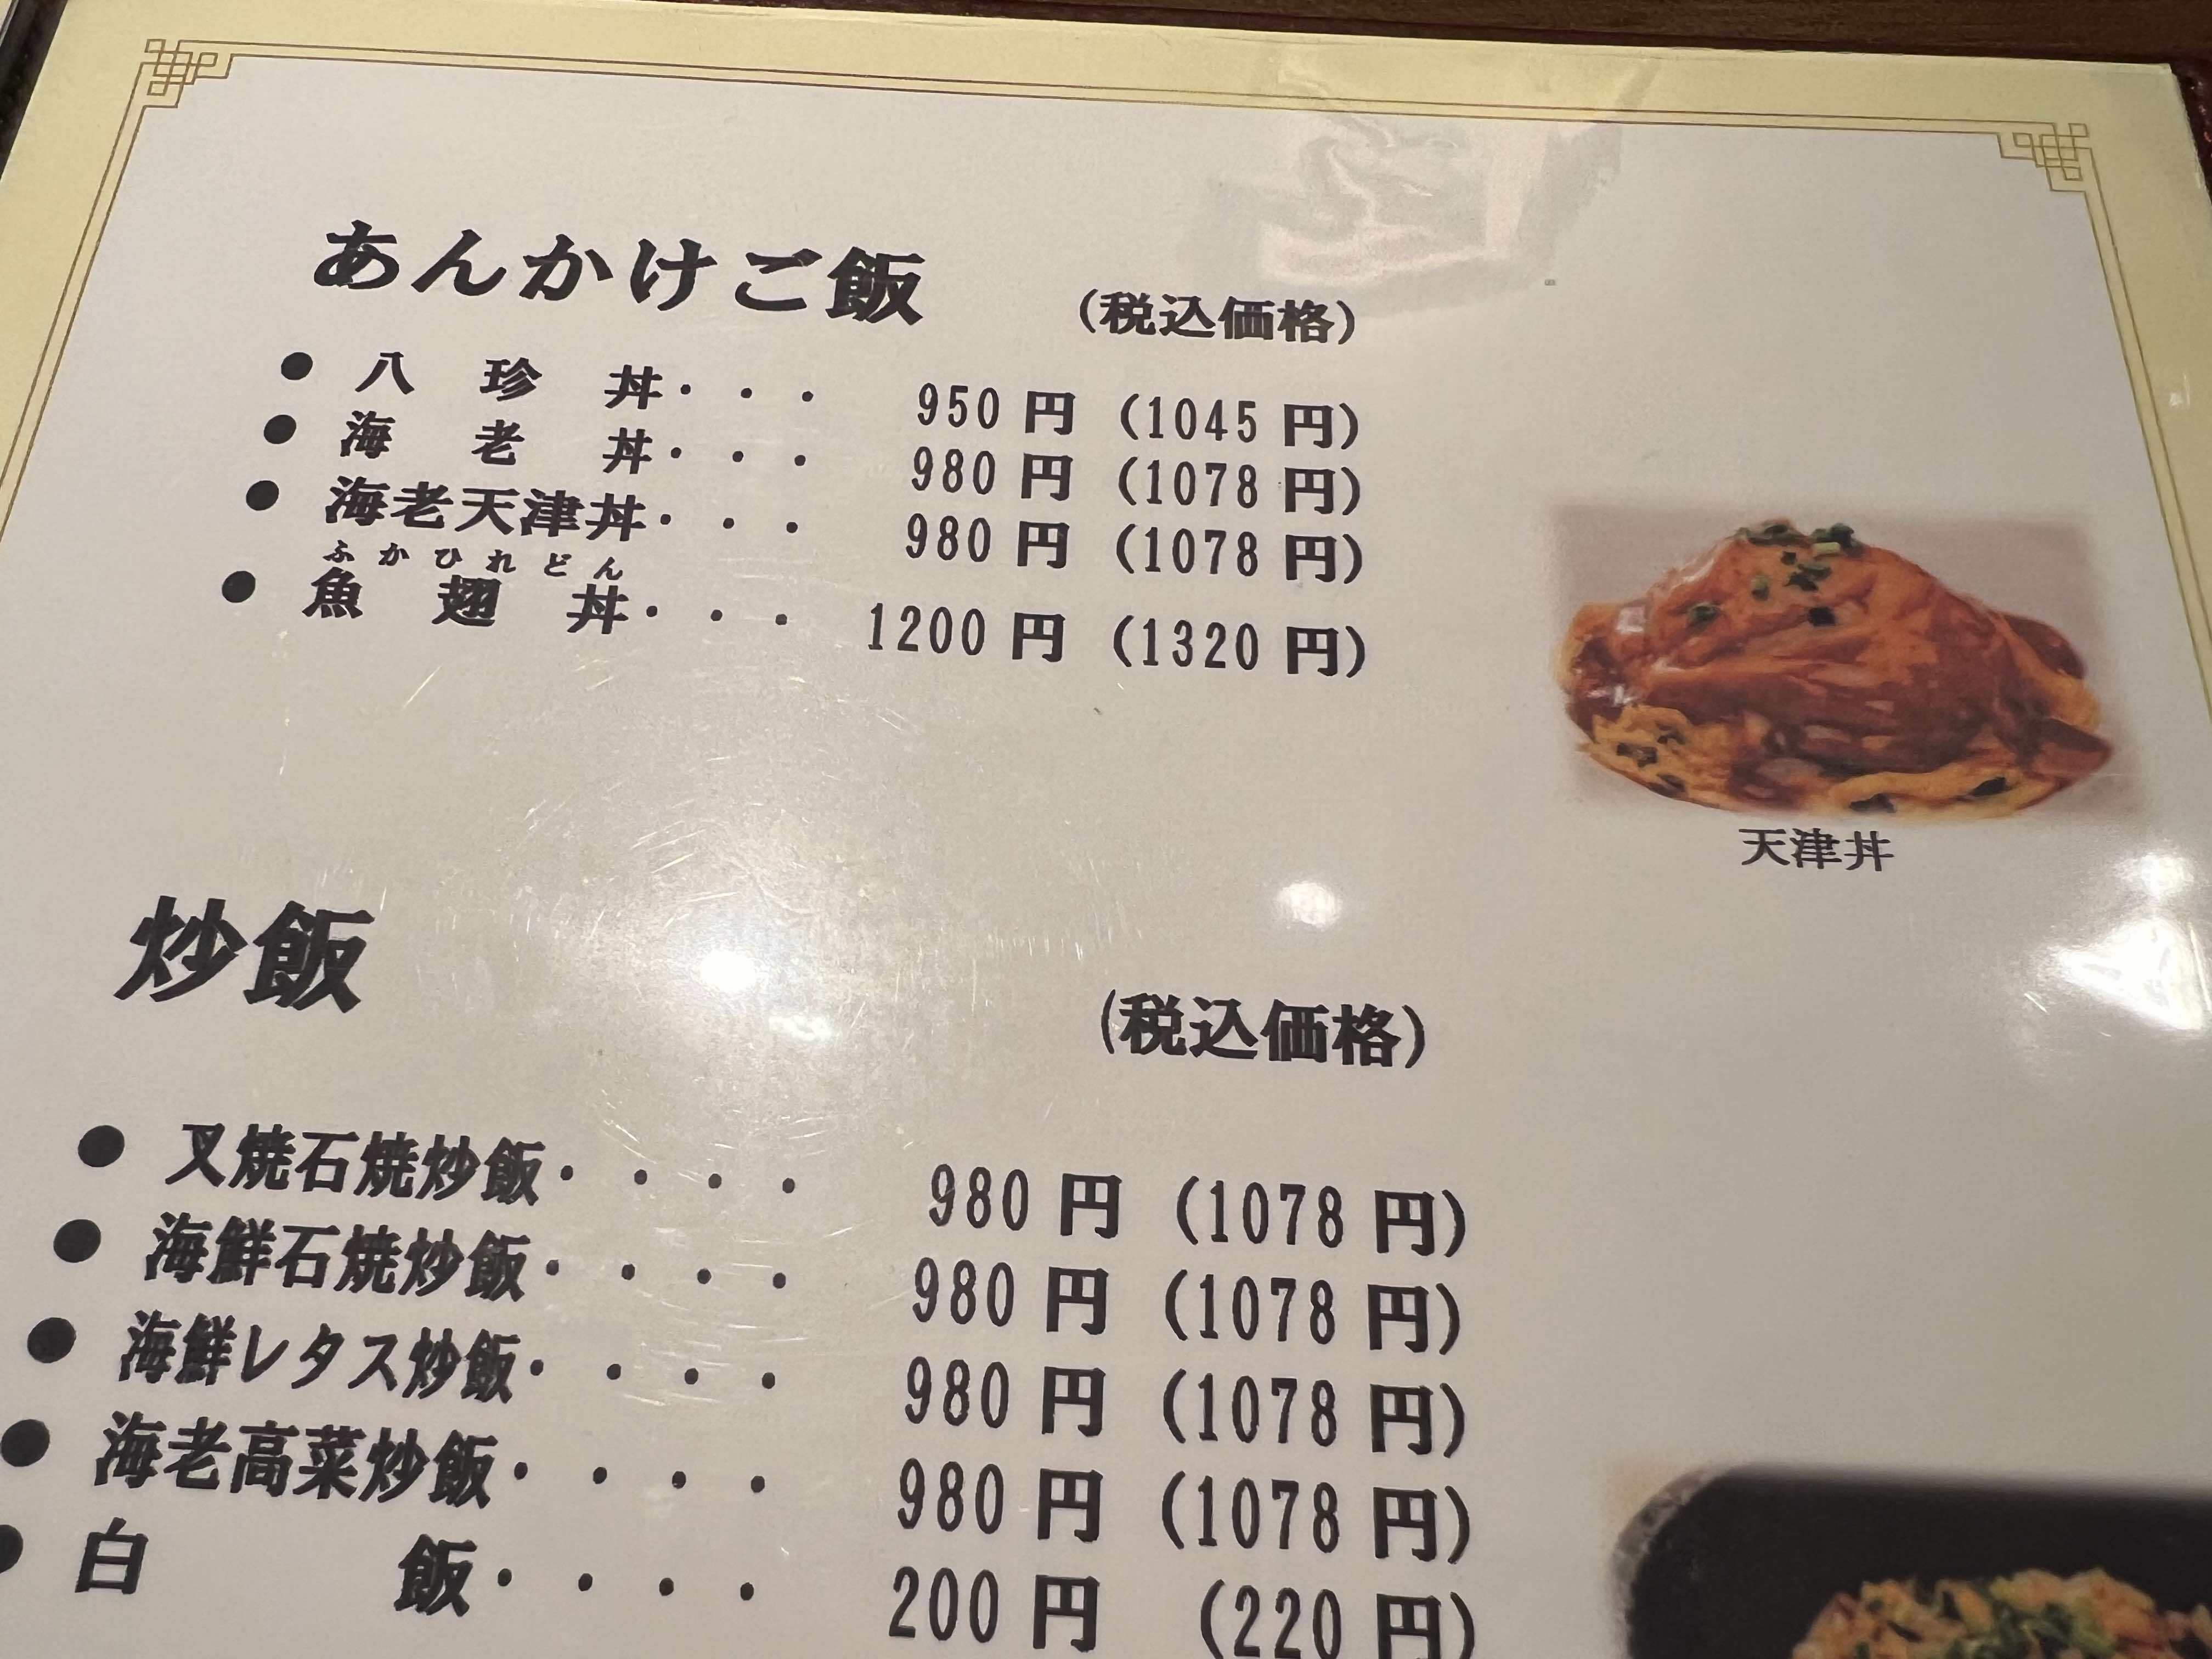 あんかけご飯 (税込価格)
● 八 珍 丼・・・ 950 円 (1045 円)
● 海 老 丼・・・ 980 円 (1078 円)
● 海老天津丼・・・ 980 円 (1078 円)
ふかひれどん
● 魚 翅 丼・・・ 1200 円 (1320 円)
天津丼
炒飯 (税込価格)
● 叉焼石焼炒飯・・・・ 980 円 (1078 円)
● 海鮮石焼炒飯・・・・ 980 円 (1078 円)
● 海鮮レタス炒飯・・・・ 980 円 (1078 円)
● 海老高菜炒飯・・・・ 980 円 (1078 円)
● 白 飯・・・・ 200 円 (220 円)